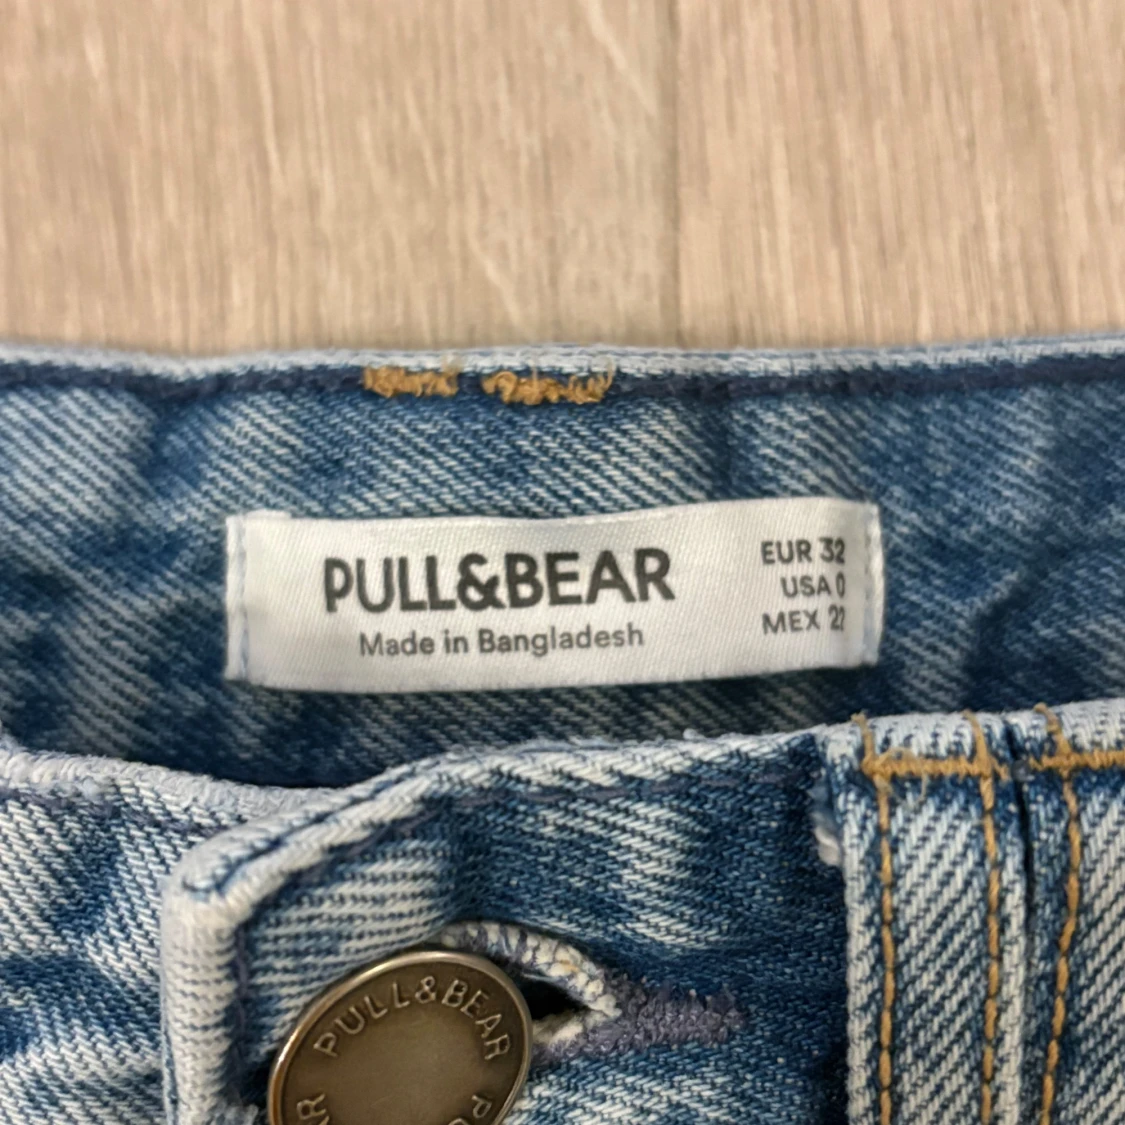 PULL&BEAR
Made in Bangladesh
EUR 32
USA 0
MEX 22
PULL&BEAR